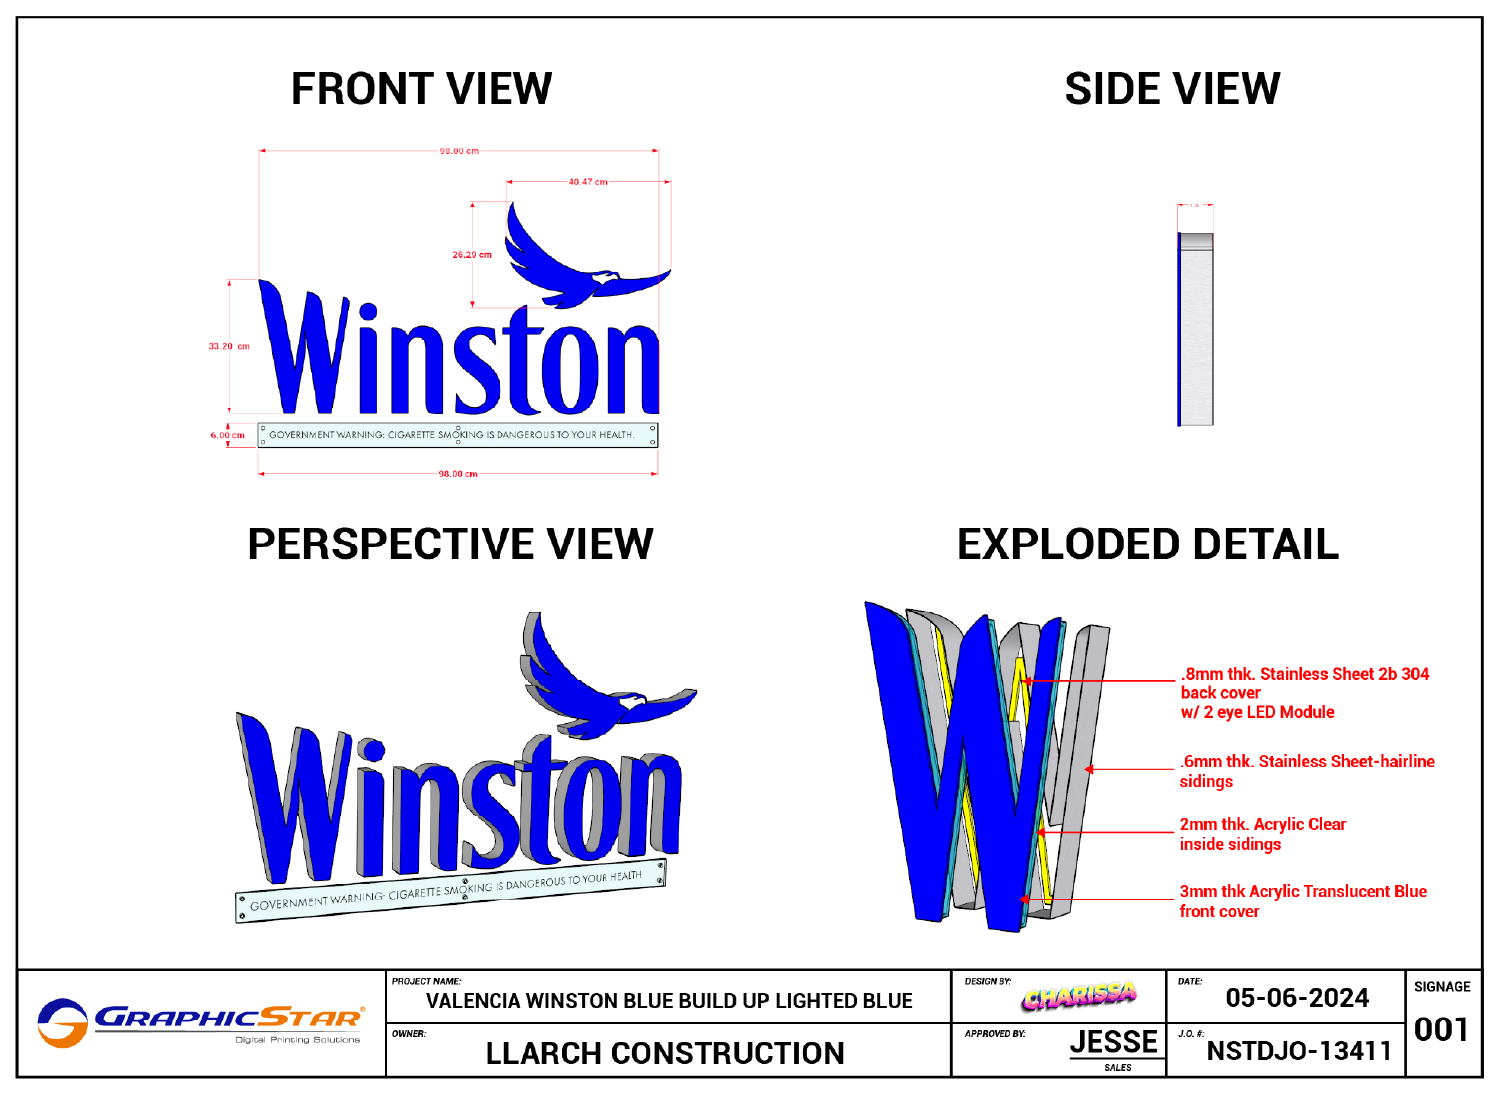 FRONT VIEW
SIDE VIEW
98.00 cm
40.47 cm
26.29 cm
33.20 cm
Winston
6.00 cm
GOVERNMENT WARNING: CIGARETTE SMOKING IS DANGEROUS TO YOUR HEALTH.
98.00 cm
PERSPECTIVE VIEW
EXPLODED DETAIL
Winston
GOVERNMENT WARNING: CIGARETTE SMOKING IS DANGEROUS TO YOUR HEALTH.
W
.8mm thk. Stainless Sheet 2b 304
back cover
w/ 2 eye LED Module
.6mm thk. Stainless Sheet-hairline
sidings
2mm thk. Acrylic Clear
inside sidings
3mm thk Acrylic Translucent Blue
front cover
GRAPHICSTAR®
Digital Printing Solutions
PROJECT NAME:
VALENCIA WINSTON BLUE BUILD UP LIGHTED BLUE
OWNER:
LLARCH CONSTRUCTION
DESIGN BY:
CHARISSA
APPROVED BY:
JESSE
SALES
DATE:
05-06-2024
J.O. #:
NSTDJO-13411
SIGNAGE
001